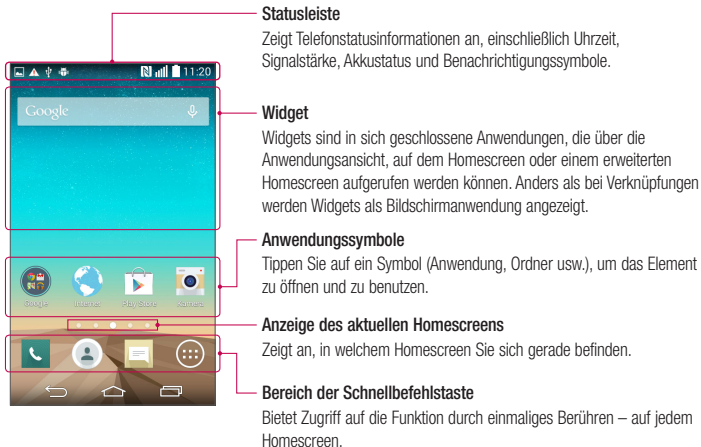 Statusleiste
Zeigt Telefonstatusinformationen an, einschließlich Uhrzeit,
Signalstärke, Akkustatus und Benachrichtigungssymbole.
11:20
Google
Widget
Widgets sind in sich geschlossene Anwendungen, die über die
Anwendungsansicht, auf dem Homescreen oder einem erweiterten
Homescreen aufgerufen werden können. Anders als bei Verknüpfungen
werden Widgets als Bildschirmanwendung angezeigt.
Anwendungssymbole
Tippen Sie auf ein Symbol (Anwendung, Ordner usw.), um das Element
zu öffnen und zu benutzen.
Google Internet Play Store Kamera
Anzeige des aktuellen Homescreens
Zeigt an, in welchem Homescreen Sie sich gerade befinden.
Bereich der Schnellbefehlstaste
Bietet Zugriff auf die Funktion durch einmaliges Berühren – auf jedem
Homescreen.